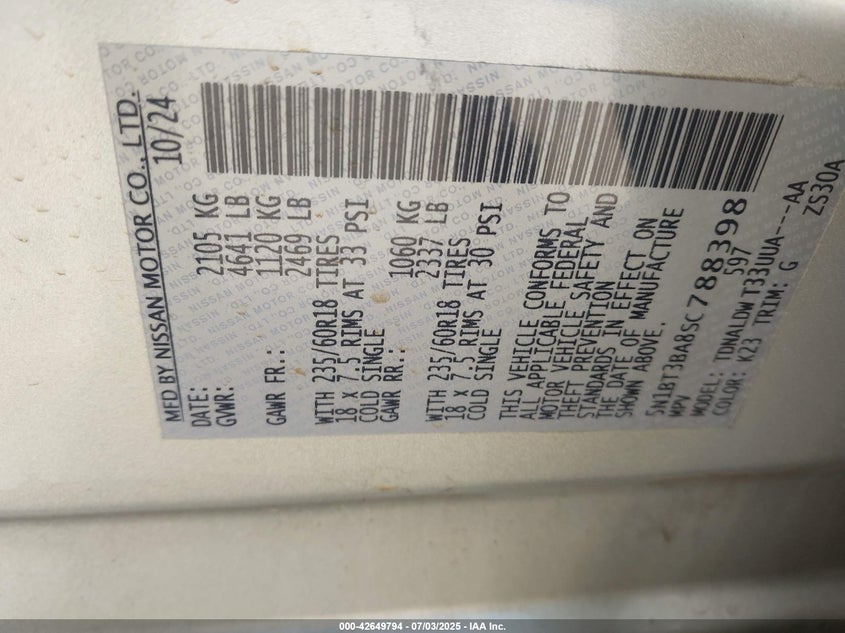 MFD BY NISSAN MOTOR CO., LTD.
DATE: 10/24
GVWR: 2105 KG
4641 LB
GAWR FR.: 1120 KG
2469 LB
WITH 235/60R18 TIRES
18 X 7.5 RIMS AT 33 PSI
COLD SINGLE
GAWR RR.: 1060 KG
2337 LB
WITH 235/60R18 TIRES
18 X 7.5 RIMS AT 30 PSI
COLD SINGLE
THIS VEHICLE CONFORMS TO
ALL APPLICABLE FEDERAL
MOTOR VEHICLE SAFETY AND
THEFT PREVENTION
STANDARDS IN EFFECT ON
THE DATE OF MANUFACTURE
SHOWN ABOVE.
5N1BT3BA8SC788398
MPV 597
MODEL: TDNALDW T33UUA---AA
COLOR: K23 TRIM: G ZS30A
000-42649794 - 07/03/2025 - IAA Inc.